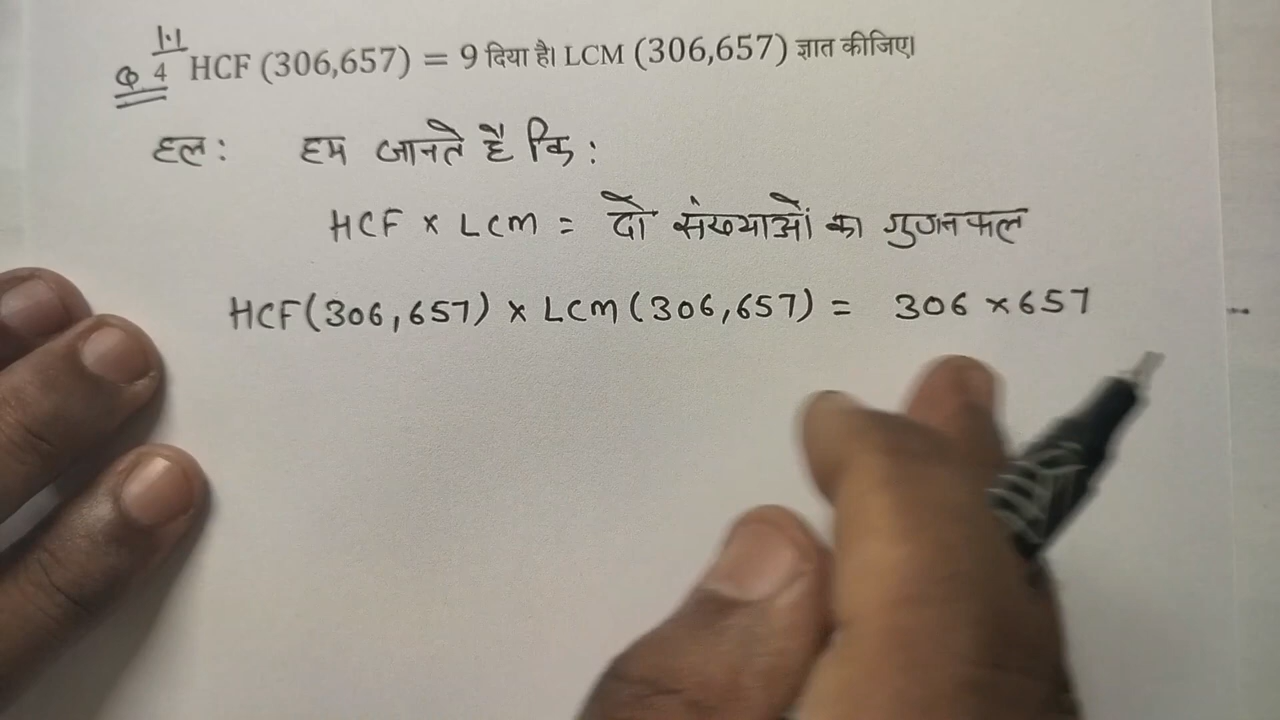 1.1
Q 4 HCF (306,657) = 9 दिया है। LCM (306,657) ज्ञात कीजिए।
हल: हम जानते है कि:
HCF × LCM = दो संख्याओं का गुणनफल
HCF(306,657) × LCM(306,657) = 306 × 657